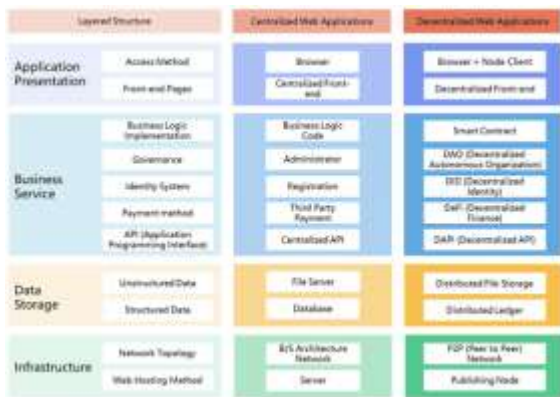 Layered Structure
Centralized Web Applications
Decentralized Web Applications
Application
Presentation
Access Method
Browser
Browser + Node Client
Front-end Pages
Centralized Front-
end
Decentralized Front-end
Business
Service
Business Logic
Implementation
Business Logic
Code
Smart Contract
Governance
Administrator
DAO (Decentralized
Autonomous Organization)
Identity System
Registration
DID (Decentralized
Identity)
Payment method
Third Party
Payment
DeFi (Decentralized
Finance)
API (Application
Programming Interface)
Centralized API
DAPI (Decentralized API)
Data
Storage
Unstructured Data
File Server
Distributed File Storage
Structured Data
Database
Distributed Ledger
Infrastructure
Network Topology
B/S Architecture
Network
P2P (Peer to Peer)
Network
Web Hosting Method
Server
Publishing Node